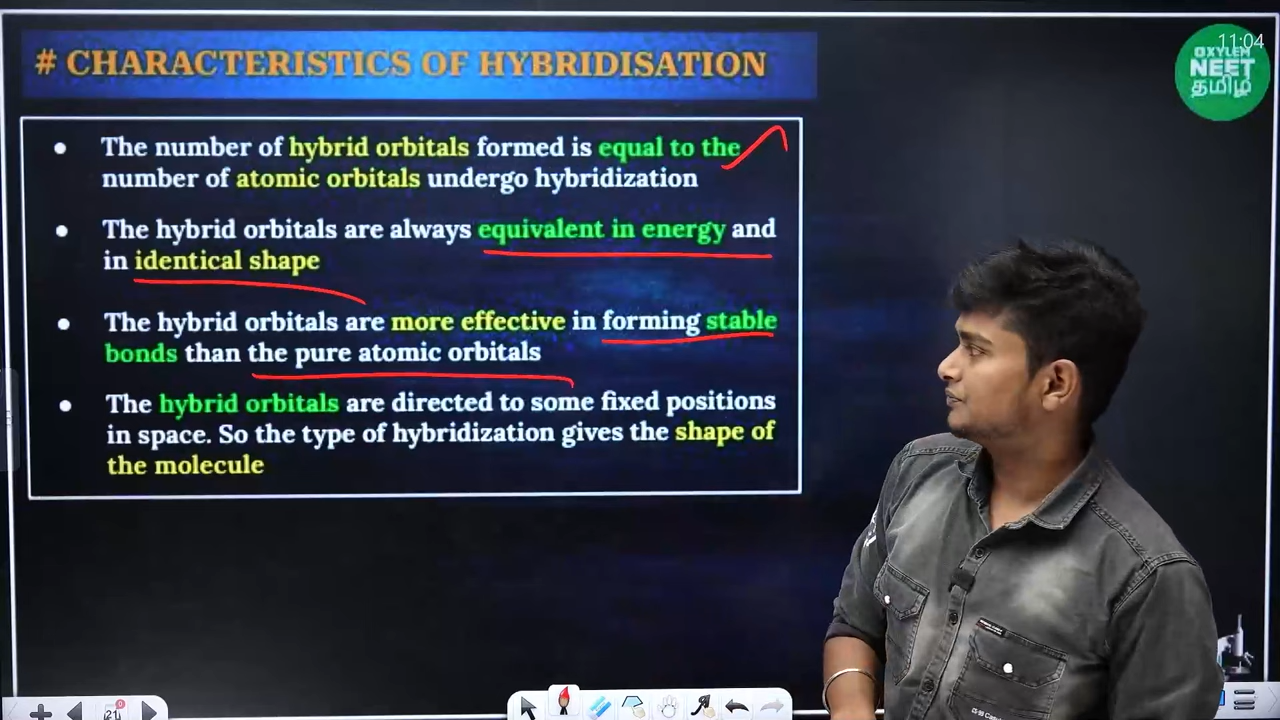 # CHARACTERISTICS OF HYBRIDISATION
11:04
OXYLEM
NEET
தமிழ்
• The number of hybrid orbitals formed is equal to the
number of atomic orbitals undergo hybridization
• The hybrid orbitals are always equivalent in energy and
in identical shape
• The hybrid orbitals are more effective in forming stable
bonds than the pure atomic orbitals
• The hybrid orbitals are directed to some fixed positions
in space. So the type of hybridization gives the shape of
the molecule
21